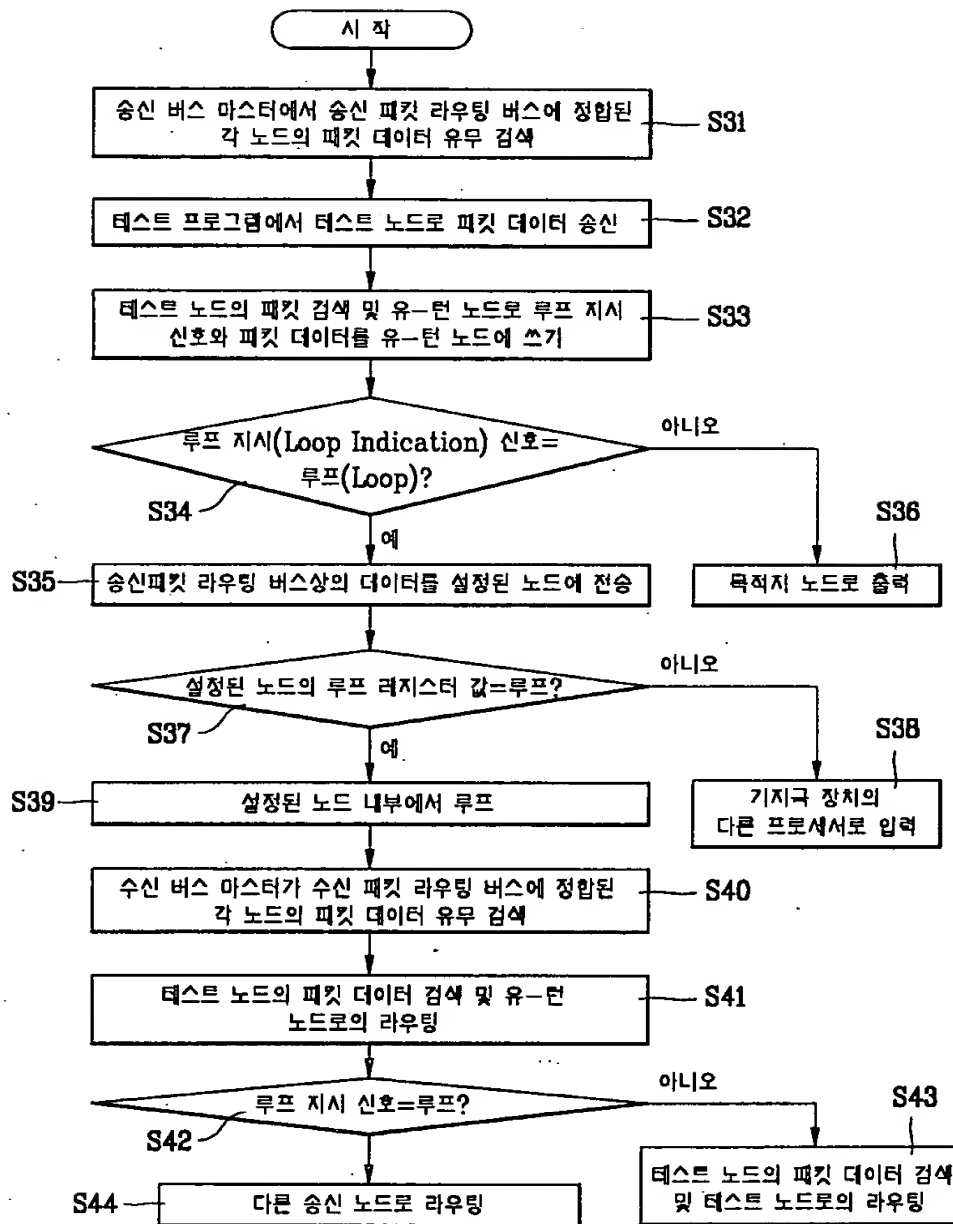 시 작
송신 버스 마스터에서 송신 패킷 라우팅 버스에 정합된
각 노드의 패킷 데이터 유무 검색
S31
테스트 프로그램에서 테스트 노드로 패킷 데이터 송신
S32
테스트 노드의 패킷 검색 및 유-턴 노드로 루프 지시
신호와 패킷 데이터를 유-턴 노드에 쓰기
S33
루프 지시(Loop Indication) 신호=
루프(Loop)?
아니오
S34
예
S36
S35
송신패킷 라우팅 버스상의 데이터를 설정된 노드에 전송
목적지 노드로 출력
설정된 노드의 루프 레지스터 값=루프?
아니오
S37
예
S38
S39
설정된 노드 내부에서 루프
기지국 장치의
다른 프로세서로 입력
수신 버스 마스터가 수신 패킷 라우팅 버스에 정합된
각 노드의 패킷 데이터 유무 검색
S40
테스트 노드의 패킷 데이터 검색 및 유-턴
노드로의 라우팅
S41
루프 지시 신호=루프?
아니오
S42
S43
S44
다른 송신 노드로 라우팅
테스트 노드의 패킷 데이터 검색
및 테스트 노드로의 라우팅